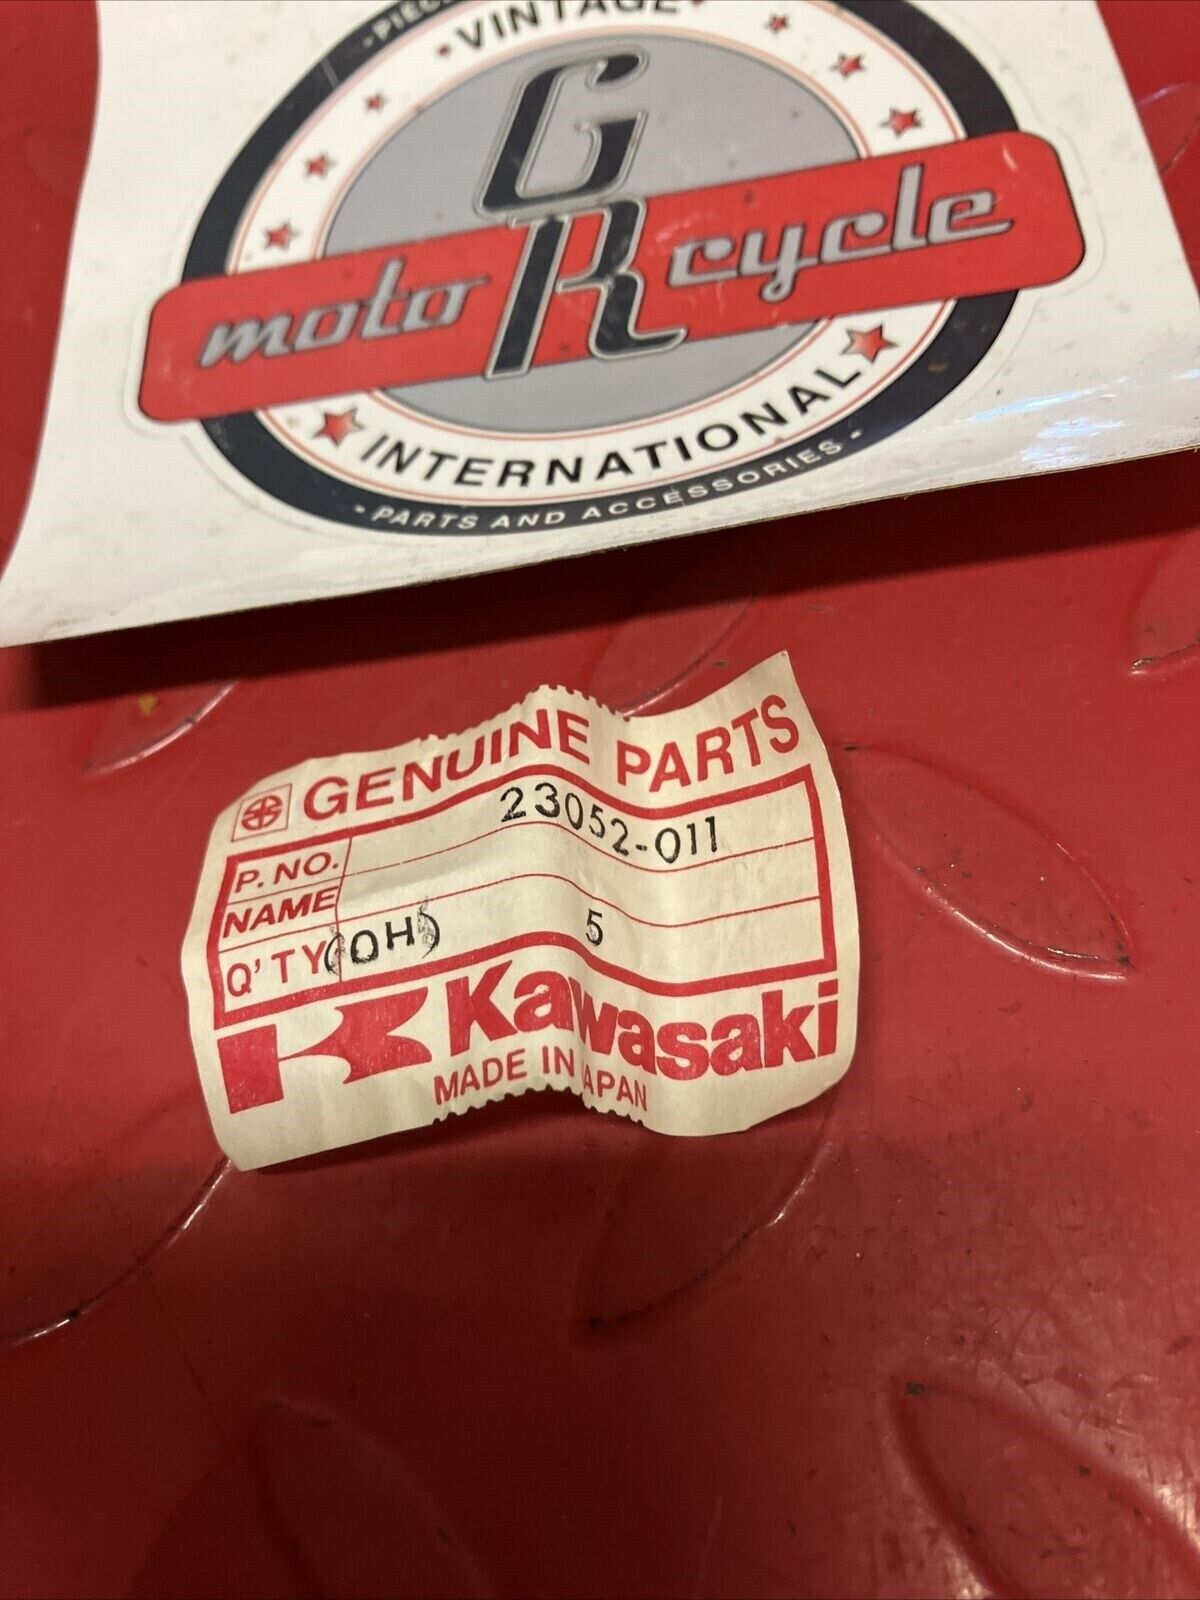 VINTAGE
G
moto R cycle
INTERNATIONAL
- PARTS AND ACCESSORIES -
GENUINE PARTS
P. NO. 23052-011
NAME
Q'TY (OH) 5
Kawasaki
MADE IN JAPAN